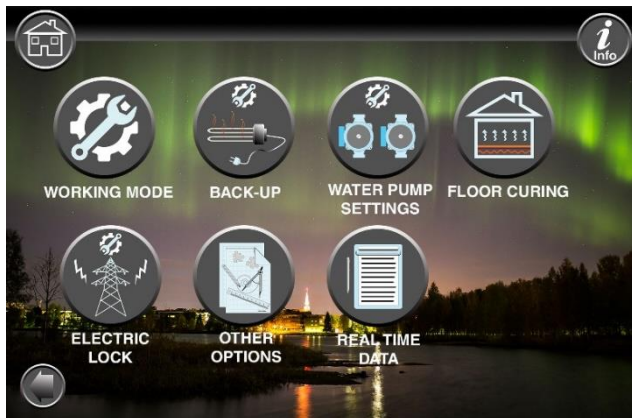 Info
WORKING MODE
BACK-UP
WATER PUMP
SETTINGS
FLOOR CURING
ELECTRIC
LOCK
OTHER
OPTIONS
REAL TIME
DATA